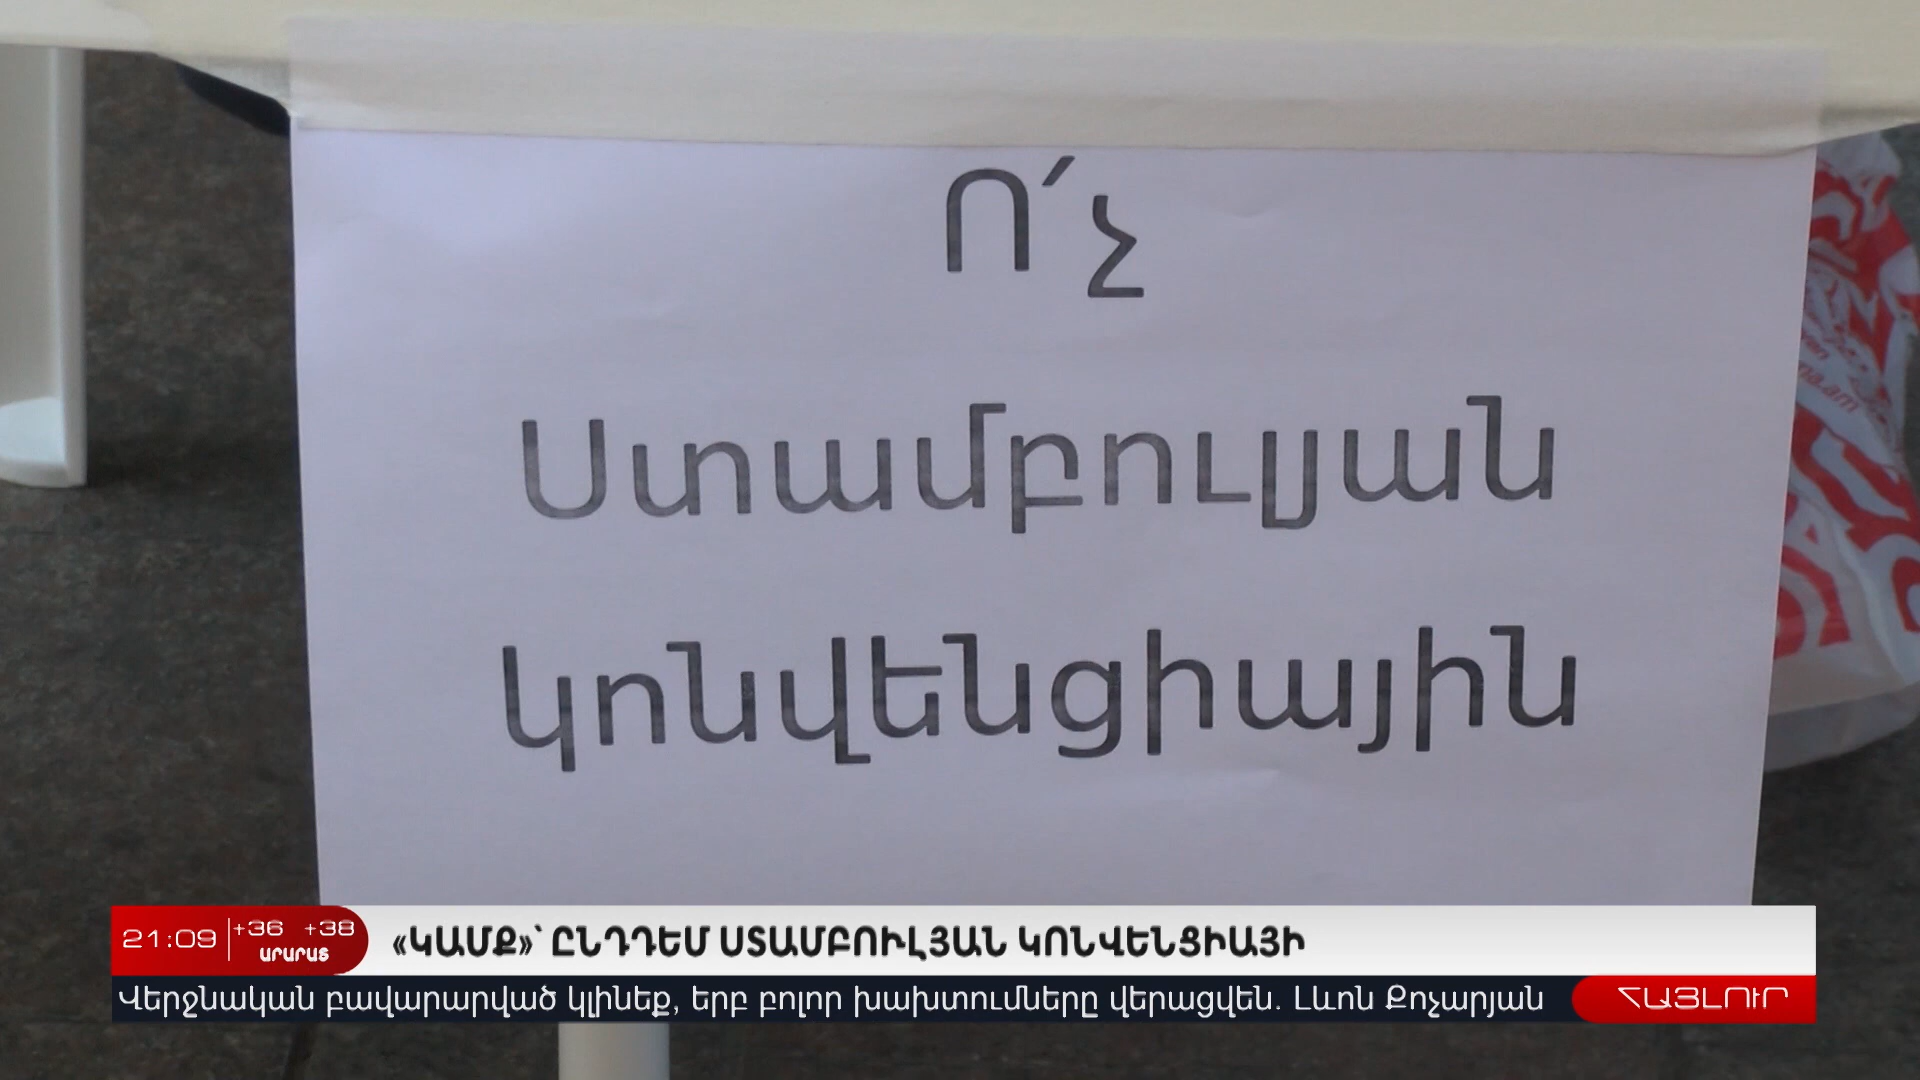 Ո՛չ
Ստամբուլյան
կոնվենցիային
21:09 +36 +38
ԱՐԱՐԱՏ
«ԿԱՄՔ»՝ ԸՆԴԴԵՄ ՍՏԱՄԲՈՒԼՅԱՆ ԿՈՆՎԵՆՑԻԱՅԻ
Վերջնական բավարարված կլինեք, երբ բոլոր խախտումները վերացվեն. Լևոն Քոչարյան
ՀԱՅԼՈՒՐ